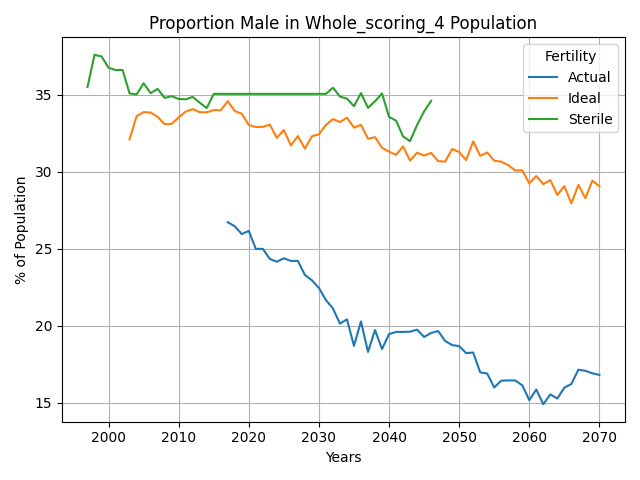 Proportion Male in Whole_scoring_4 Population
Fertility
Actual
Ideal
Sterile
% of Population
35
30
25
20
15
2000 2010 2020 2030 2040 2050 2060 2070
Years